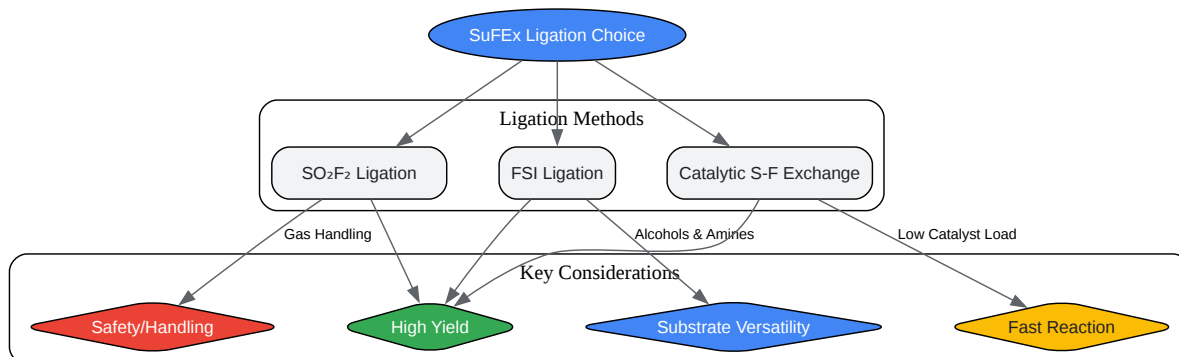 SuFEx Ligation Choice
Ligation Methods
SO₂F₂ Ligation
FSI Ligation
Catalytic S-F Exchange
Gas Handling
Alcohols & Amines
Low Catalyst Load
Key Considerations
Safety/Handling
High Yield
Substrate Versatility
Fast Reaction